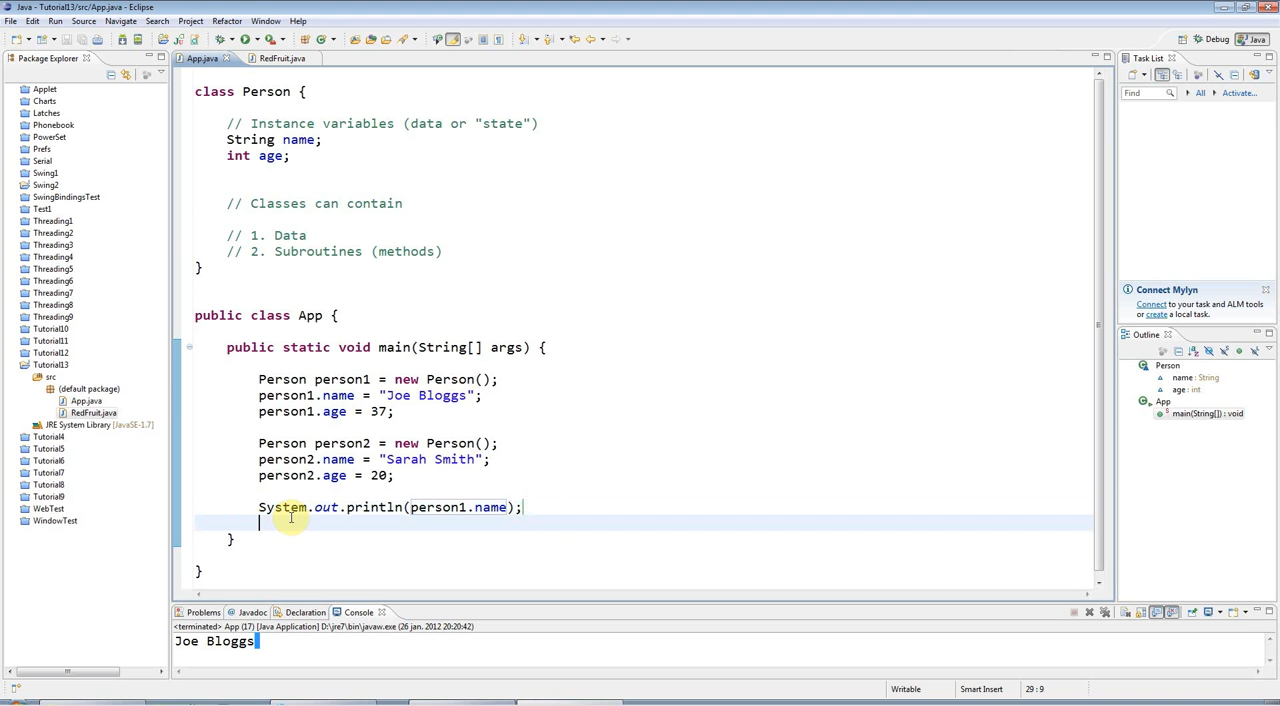 Java - Tutorial13/src/App.java - Eclipse
File Edit Run Source Navigate Search Project Refactor Window Help
Debug Java
Package Explorer
App.java RedFruit.java
Task List
Find All Activate...
Applet
Charts
Latches
Phonebook
PowerSet
Prefs
Serial
Swing1
Swing2
SwingBindingsTest
Test1
Threading1
Threading2
Threading3
Threading4
Threading5
Threading6
Threading7
Threading8
Threading9
Tutorial10
Tutorial11
Tutorial12
Tutorial13
src
(default package)
App.java
RedFruit.java
JRE System Library [JavaSE-1.7]
Tutorial4
Tutorial5
Tutorial6
Tutorial7
Tutorial8
Tutorial9
WebTest
WindowTest
class Person {
// Instance variables (data or "state")
String name;
int age;
// Classes can contain
// 1. Data
// 2. Subroutines (methods)
}
public class App {
public static void main(String[] args) {
Person person1 = new Person();
person1.name = "Joe Bloggs";
person1.age = 37;
Person person2 = new Person();
person2.name = "Sarah Smith";
person2.age = 20;
System.out.println(person1.name);
}
}
Connect Mylyn
Connect to your task and ALM tools
or create a local task.
Outline
Person
name : String
age : int
App
main(String[]) : void
Problems Javadoc Declaration Console
<terminated> App (17) [Java Application] D:\jre7\bin\javaw.exe (26 jan. 2012 20:20:42)
Joe Bloggs
Writable Smart Insert 29 : 9